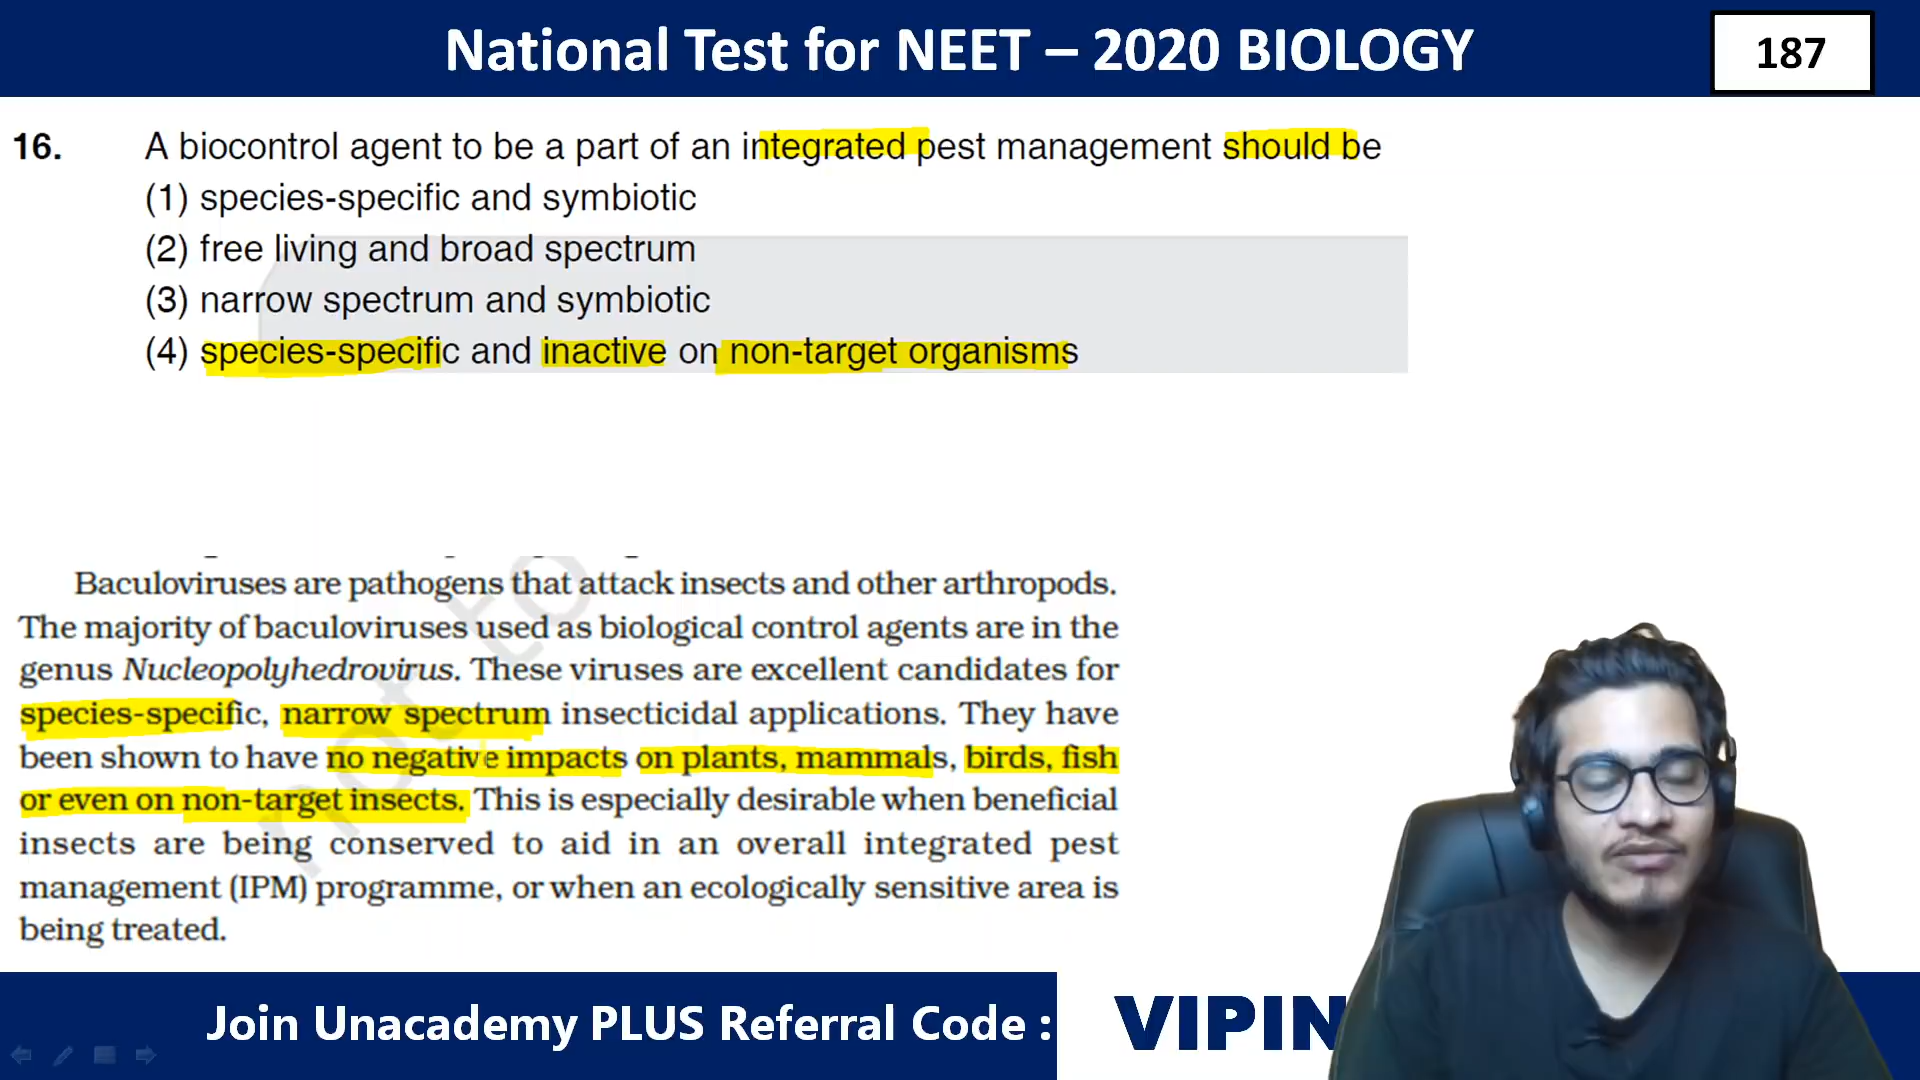 National Test for NEET – 2020 BIOLOGY
187
16. A biocontrol agent to be a part of an integrated pest management should be
(1) species-specific and symbiotic
(2) free living and broad spectrum
(3) narrow spectrum and symbiotic
(4) species-specific and inactive on non-target organisms
Baculoviruses are pathogens that attack insects and other arthropods.
The majority of baculoviruses used as biological control agents are in the
genus Nucleopolyhedrovirus. These viruses are excellent candidates for
species-specific, narrow spectrum insecticidal applications. They have
been shown to have no negative impacts on plants, mammals, birds, fish
or even on non-target insects. This is especially desirable when beneficial
insects are being conserved to aid in an overall integrated pest
management (IPM) programme, or when an ecologically sensitive area is
being treated.
not to
Join Unacademy PLUS Referral Code :
VIPIN